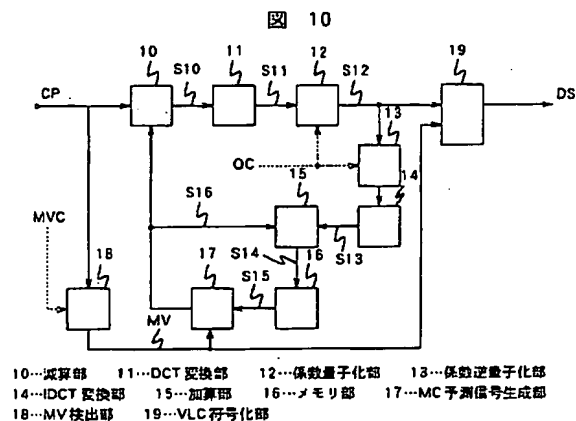 図 10
10 11 12 19
CP S10 S11 S12 DS
13
OC 15 14
S16
MVC S14 S13
18 17 16
S15
MV
10…減算部 11…DCT 変換部 12…係数量子化部 13…係数逆量子化部
14…IDCT 変換部 15…加算部 16…メモリ部 17…MC 予測信号生成部
18…MV 検出部 19…VLC 符号化部